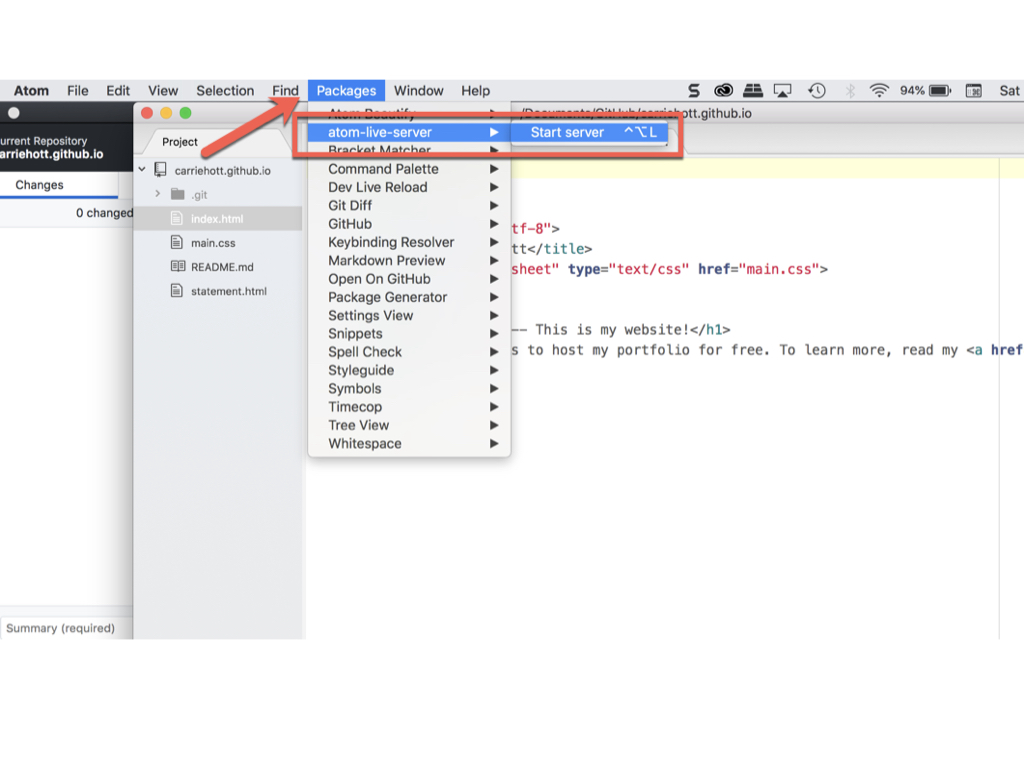 Atom File Edit View Selection Find Packages Window Help 94% Sat
Atom Beautify
~/Documents/GitHub/carriehott.github.io
urrent Repository
arriehott.github.io
Project
atom-live-server
Start server ^⌥L
Bracket Matcher
carriehott.github.io
Command Palette
Changes
Dev Live Reload
.git
Git Diff
0 changed
index.html
GitHub
tf-8">
main.css
Keybinding Resolver
tt</title>
README.md
Markdown Preview
sheet" type="text/css" href="main.css">
statement.html
Open On GitHub
Package Generator
Settings View
Snippets
-- This is my website!</h1>
Spell Check
s to host my portfolio for free. To learn more, read my <a href
Styleguide
Symbols
Timecop
Tree View
Whitespace
Summary (required)